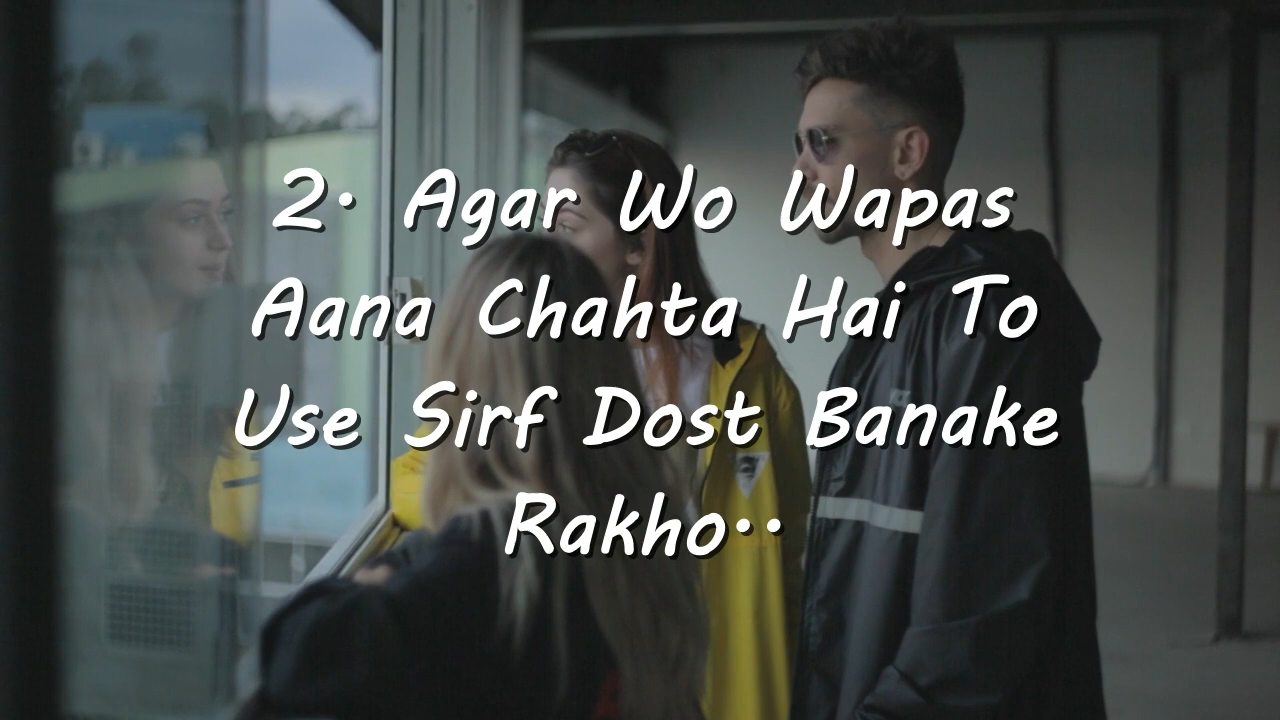 2. Agar Wo Wapas
Aana Chahta Hai To
Use Sirf Dost Banake
Rakho..